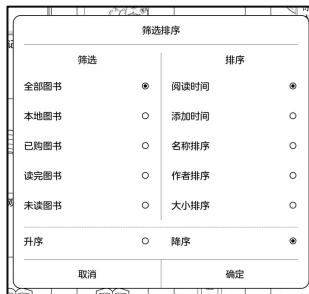 筛选排序
筛选
排序
全部图书
阅读时间
本地图书
添加时间
已购图书
名称排序
读完图书
作者排序
未读图书
大小排序
升序
降序
取消
确定